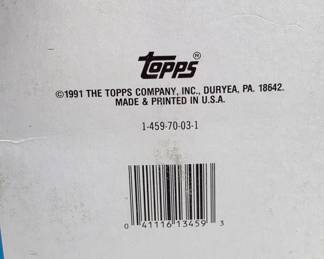 TOPPS®
©1991 THE TOPPS COMPANY, INC., DURYEA, PA. 18642.
MADE & PRINTED IN U.S.A.
1-459-70-03-1
0 41116 13459 3